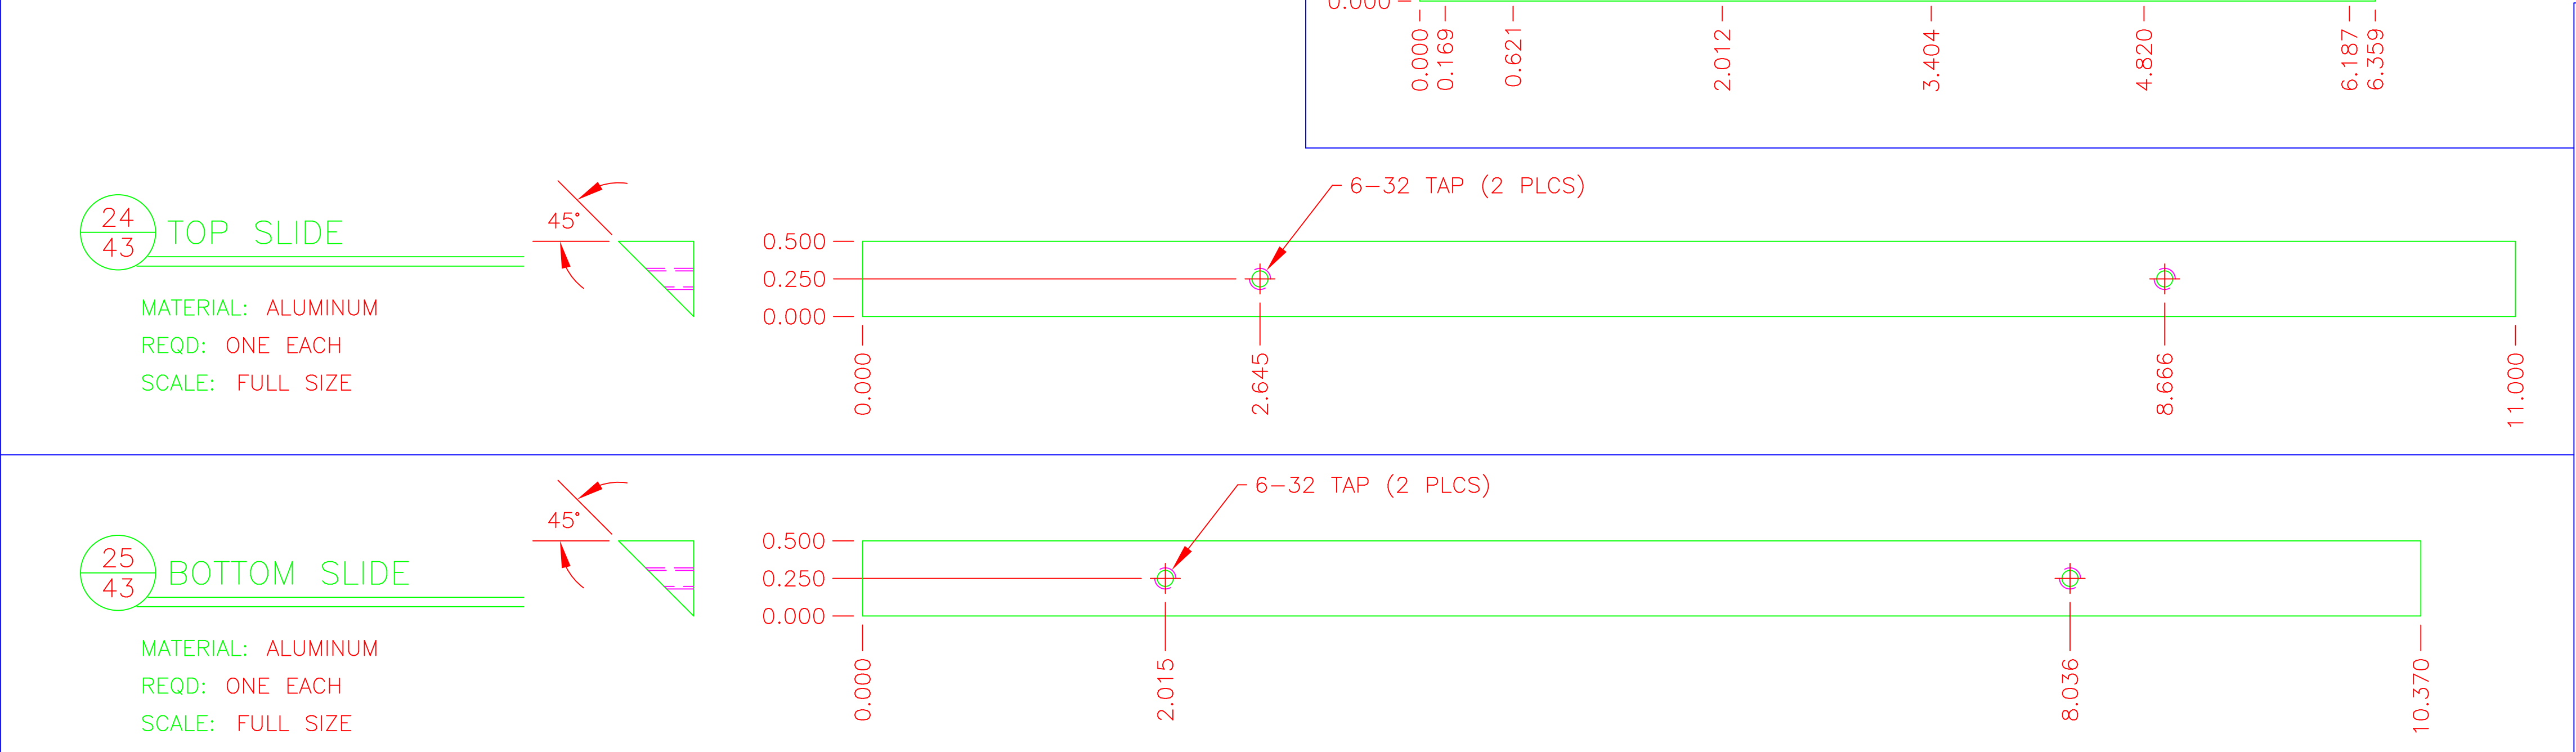 0.000
0.000
0.169
0.621
2.012
3.404
4.820
6.187
6.359
24
43
TOP SLIDE
MATERIAL: ALUMINUM
REQD: ONE EACH
SCALE: FULL SIZE
45°
6-32 TAP (2 PLCS)
0.500
0.250
0.000
0.000
2.645
8.666
11.000
25
43
BOTTOM SLIDE
MATERIAL: ALUMINUM
REQD: ONE EACH
SCALE: FULL SIZE
45°
6-32 TAP (2 PLCS)
0.500
0.250
0.000
0.000
2.015
8.036
10.370